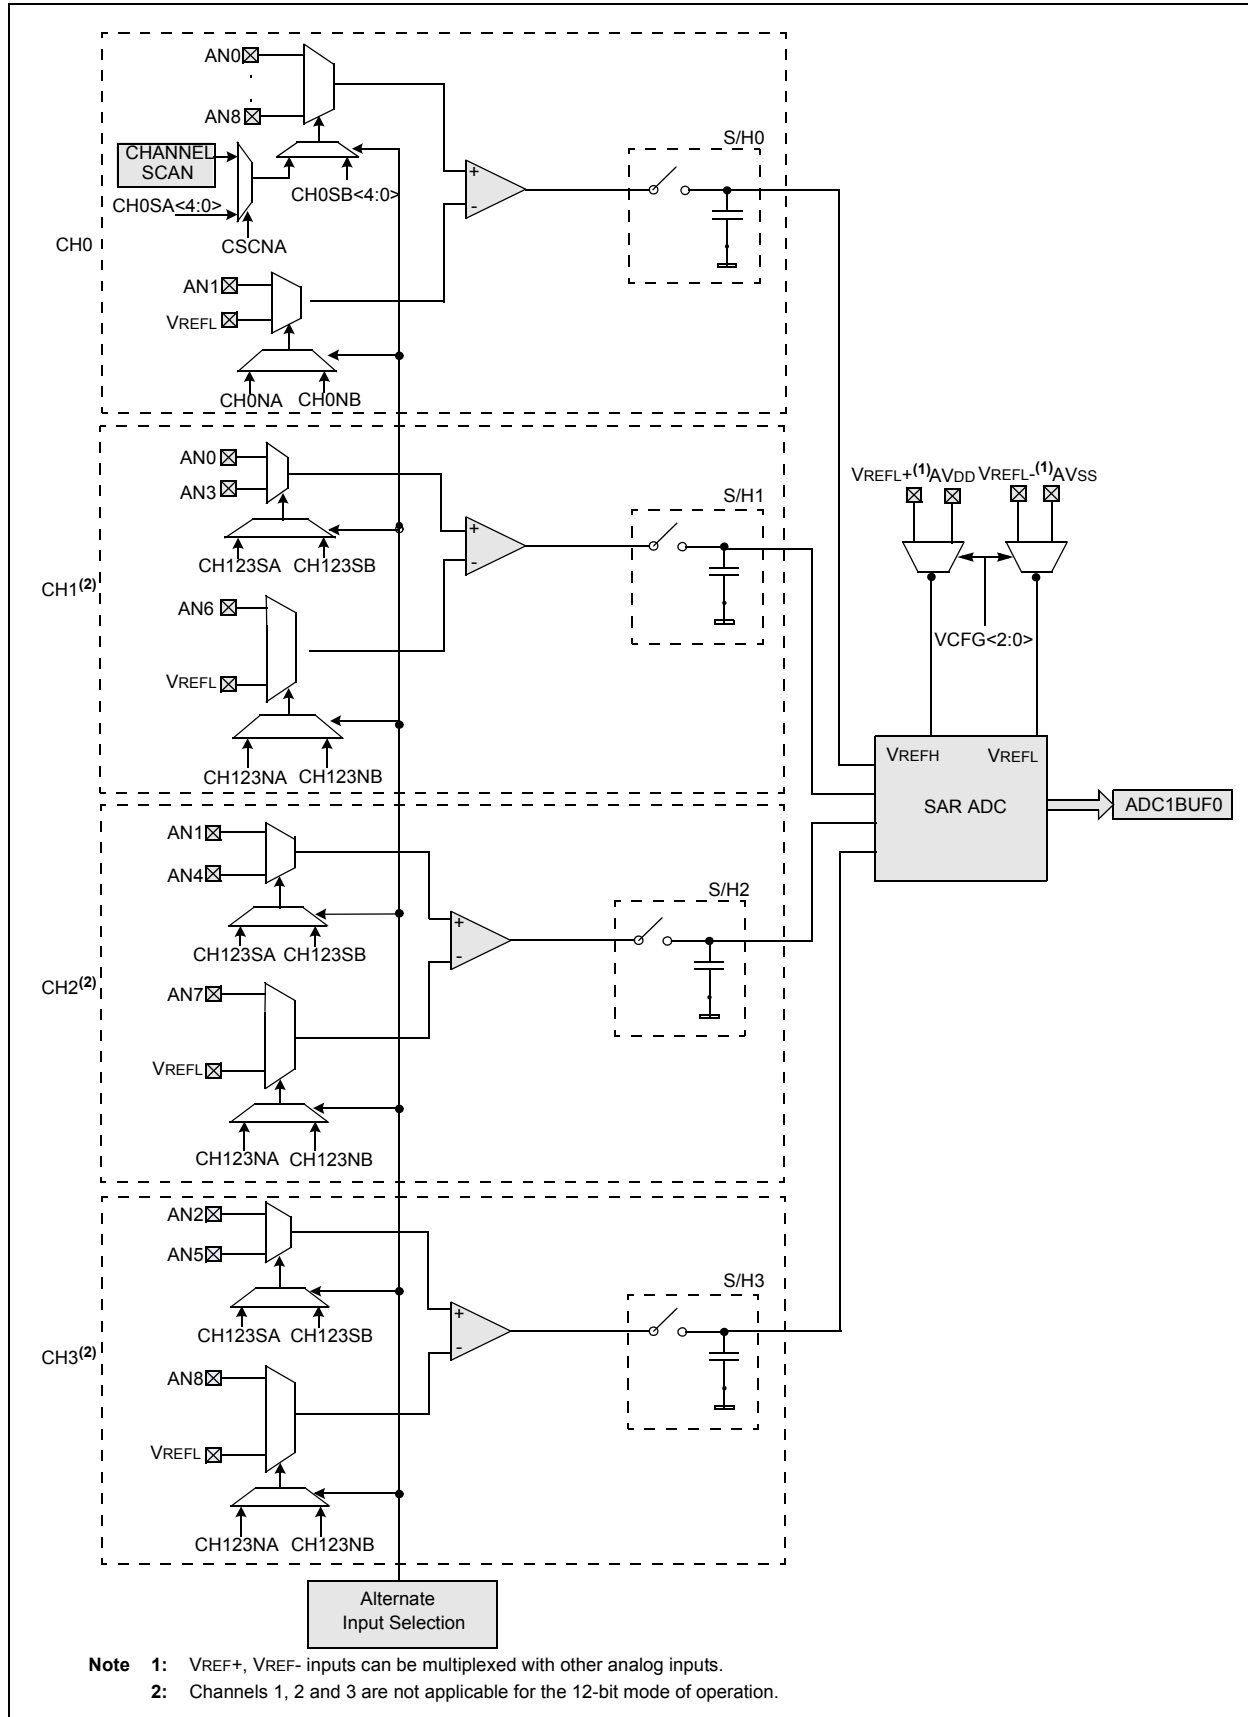 AN0
.
.
AN8
CHANNEL
SCAN
CH0SA<4:0>
CH0SB<4:0>
CSCNA
CH0
AN1
VREFL
CH0NA CH0NB
+
-
S/H0
AN0
AN3
CH123SA CH123SB
CH1(2)
AN6
VREFL
CH123NA CH123NB
+
-
S/H1
VREFL+(1)AVDD VREFL-(1)AVSS
VCFG<2:0>
VREFH VREFL
SAR ADC
ADC1BUF0
AN1
AN4
CH123SA CH123SB
CH2(2)
AN7
VREFL
CH123NA CH123NB
+
-
S/H2
AN2
AN5
CH123SA CH123SB
CH3(2)
AN8
VREFL
CH123NA CH123NB
+
-
S/H3
Alternate
Input Selection
Note 1: VREF+, VREF- inputs can be multiplexed with other analog inputs.
2: Channels 1, 2 and 3 are not applicable for the 12-bit mode of operation.